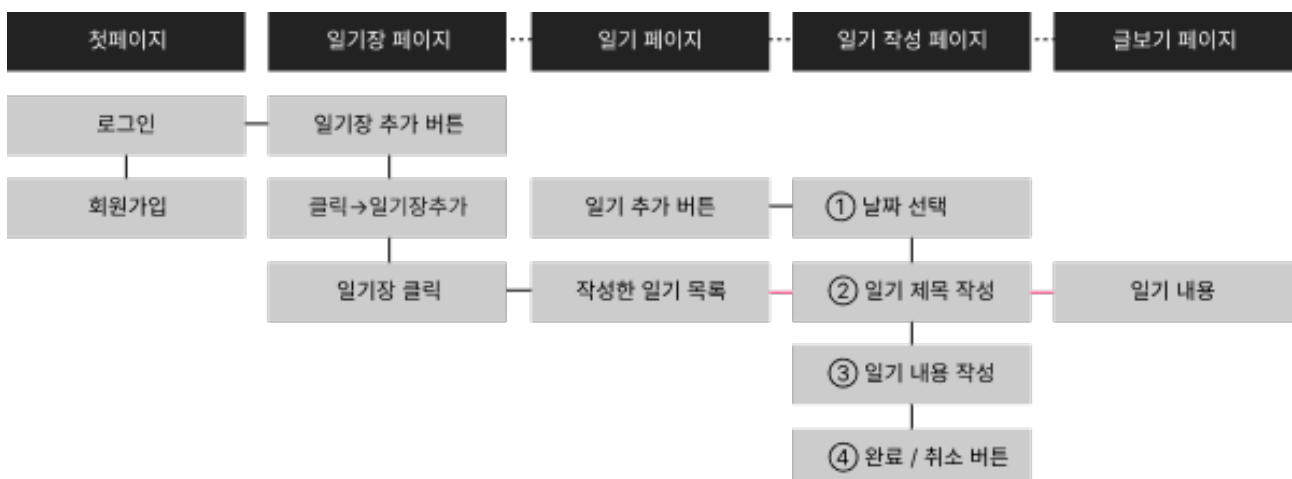 첫페이지
일기장 페이지
일기 페이지
일기 작성 페이지
글보기 페이지
로그인
일기장 추가 버튼
회원가입
클릭→일기장추가
일기 추가 버튼
① 날짜 선택
일기장 클릭
작성한 일기 목록
② 일기 제목 작성
일기 내용
③ 일기 내용 작성
④ 완료 / 취소 버튼